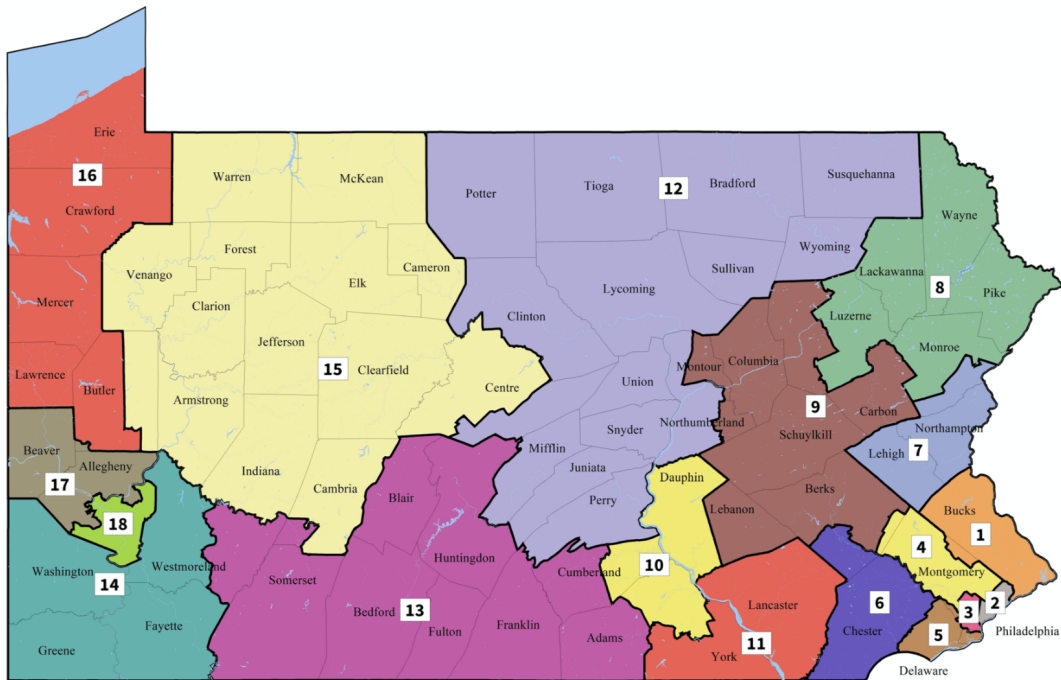 Erie
16
Crawford
Warren
McKean
Potter
Tioga
12
Bradford
Susquehanna
Wayne
Venango
Forest
Elk
Cameron
Sullivan
Wyoming
Lackawanna
8
Pike
Mercer
Clarion
Jefferson
Clinton
Lycoming
Luzerne
Monroe
Lawrence
Butler
Armstrong
15
Clearfield
Centre
Union
Montour
Columbia
9
Carbon
Snyder
Northumberland
Schuylkill
Northampton
7
Lehigh
Beaver
Allegheny
17
18
Indiana
Cambria
Mifflin
Juniata
Perry
Dauphin
Lebanon
Berks
Bucks
1
Blair
Huntingdon
4
Montgomery
Washington
14
Westmoreland
Somerset
Cumberland
10
Lancaster
6
3
2
Fayette
Greene
Bedford
13
Fulton
Franklin
Adams
York
11
Chester
5
Philadelphia
Delaware